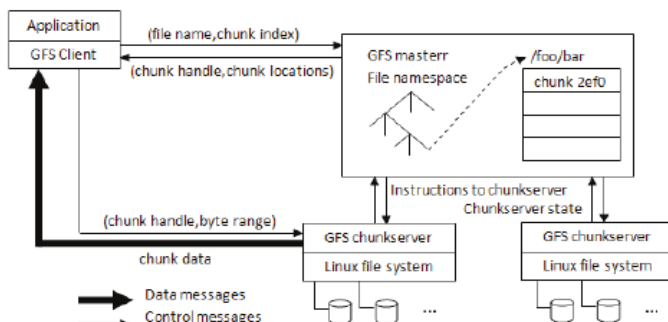 Application
GFS Client
(file name,chunk index)
(chunk handle,chunk locations)
GFS masterr
File namespace
/foo/bar
chunk 2ef0
Instructions to chunkserver
Chunkserver state
(chunk handle,byte range)
chunk data
GFS chunkserver
Linux file system
...
GFS chunkserver
Linux file system
...
Data messages
Control messages